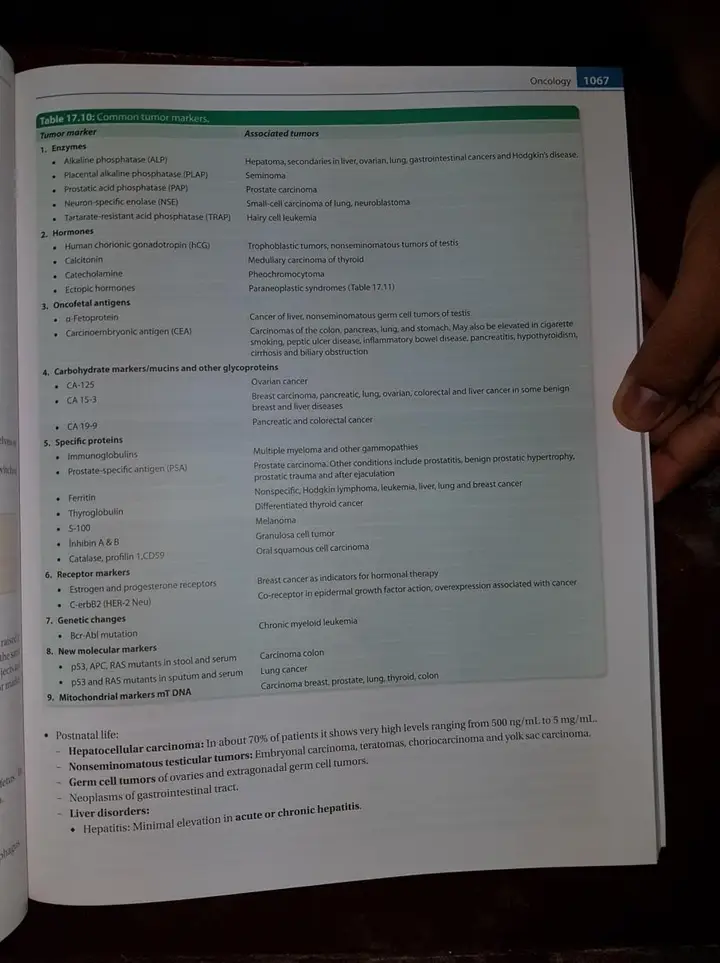 Oncology 1067
Table 17.10: Common tumor markers.
Tumor marker Associated tumors
1. Enzymes
• Alkaline phosphatase (ALP) Hepatoma, secondaries in liver, ovarian, lung, gastrointestinal cancers and Hodgkin's disease.
• Placental alkaline phosphatase (PLAP) Seminoma
• Prostatic acid phosphatase (PAP) Prostate carcinoma
• Neuron-specific enolase (NSE) Small-cell carcinoma of lung, neuroblastoma
• Tartarate-resistant acid phosphatase (TRAP) Hairy cell leukemia
2. Hormones
• Human chorionic gonadotropin (hCG) Trophoblastic tumors, nonseminomatous tumors of testis
• Calcitonin Medullary carcinoma of thyroid
• Catecholamine Pheochromocytoma
• Ectopic hormones Paraneoplastic syndromes (Table 17.11)
3. Oncofetal antigens
• α-Fetoprotein Cancer of liver, nonseminomatous germ cell tumors of testis
• Carcinoembryonic antigen (CEA) Carcinomas of the colon, pancreas, lung, and stomach. May also be elevated in cigarette
smoking, peptic ulcer disease, inflammatory bowel disease, pancreatitis, hypothyroidism,
cirrhosis and biliary obstruction
4. Carbohydrate markers/mucins and other glycoproteins
• CA-125 Ovarian cancer
• CA 15-3 Breast carcinoma, pancreatic, lung, ovarian, colorectal and liver cancer in some benign
breast and liver diseases
• CA 19-9 Pancreatic and colorectal cancer
5. Specific proteins
• Immunoglobulins Multiple myeloma and other gammopathies
• Prostate-specific antigen (PSA) Prostate carcinoma. Other conditions include prostatitis, benign prostatic hypertrophy,
prostatic trauma and after ejaculation
• Ferritin Nonspecific, Hodgkin lymphoma, leukemia, liver, lung and breast cancer
• Thyroglobulin Differentiated thyroid cancer
• S-100 Melanoma
• Inhibin A & B Granulosa cell tumor
• Catalase, profilin 1,CD59 Oral squamous cell carcinoma
6. Receptor markers
• Estrogen and progesterone receptors Breast cancer as indicators for hormonal therapy
• C-erbB2 (HER-2 Neu) Co-receptor in epidermal growth factor action, overexpression associated with cancer
7. Genetic changes
• Bcr-Abl mutation Chronic myeloid leukemia
8. New molecular markers
• p53, APC, RAS mutants in stool and serum Carcinoma colon
• p53 and RAS mutants in sputum and serum Lung cancer
9. Mitochondrial markers mT DNA Carcinoma breast, prostate, lung, thyroid, colon
• Postnatal life:
– Hepatocellular carcinoma: In about 70% of patients it shows very high levels ranging from 500 ng/mL to 5 mg/mL.
– Nonseminomatous testicular tumors: Embryonal carcinoma, teratomas, choriocarcinoma and yolk sac carcinoma.
– Germ cell tumors of ovaries and extragonadal germ cell tumors.
– Neoplasms of gastrointestinal tract.
– Liver disorders:
• Hepatitis: Minimal elevation in acute or chronic hepatitis.